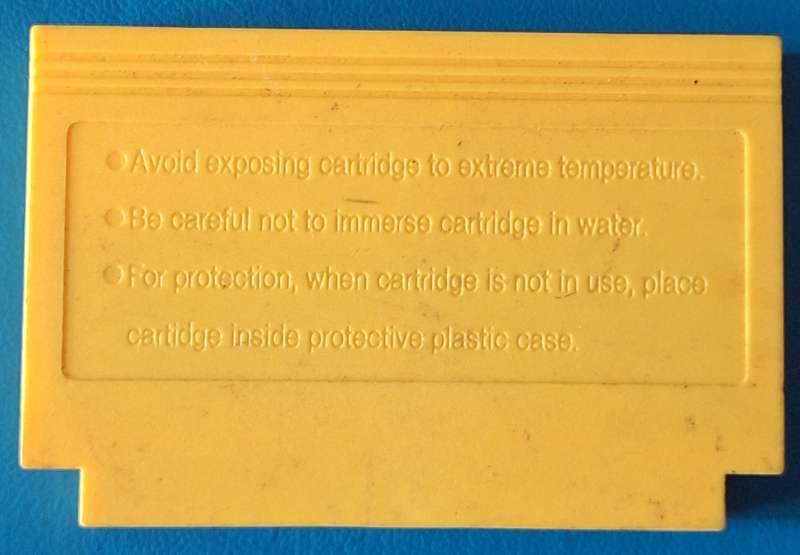 ●Avoid exposing cartridge to extreme temperature.
●Be careful not to immerse cartridge in water.
●For protection, when cartridge is not in use, place
cartidge inside protective plastic case.